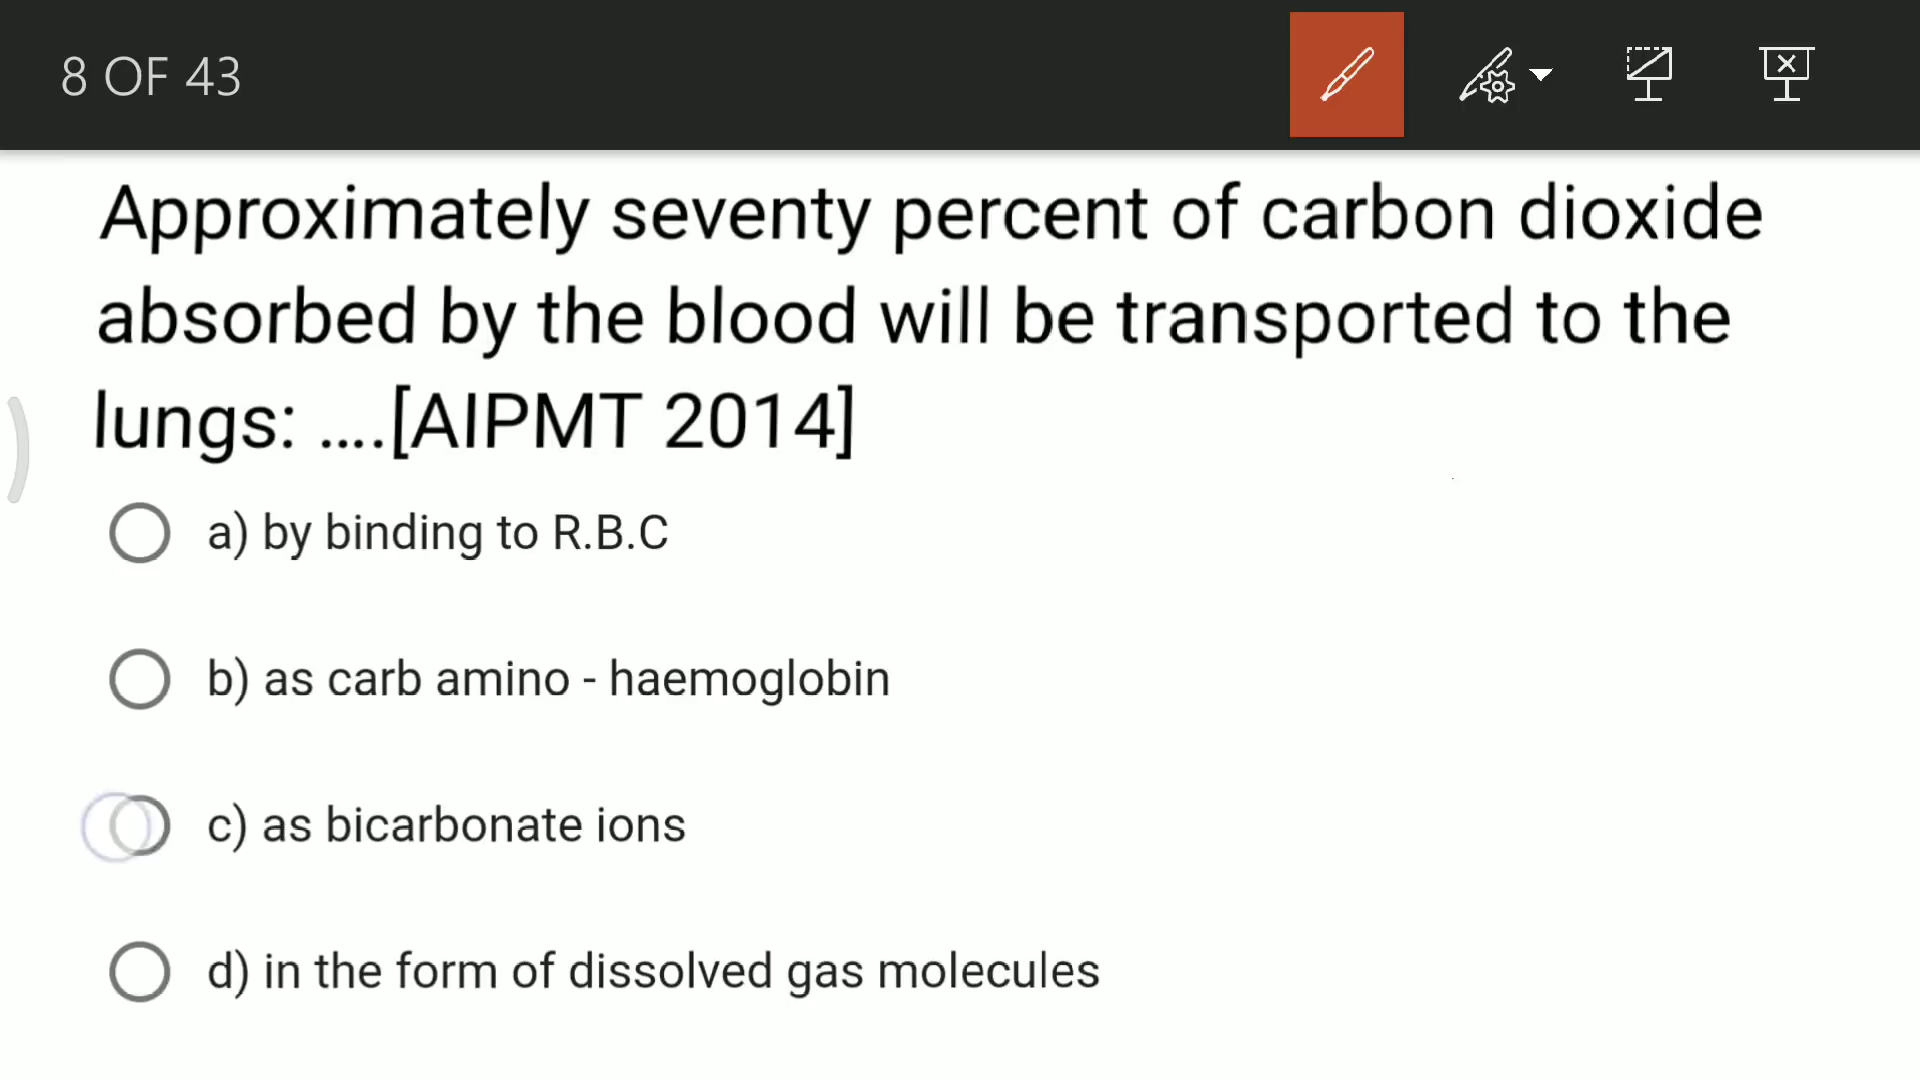 8 OF 43
Approximately seventy percent of carbon dioxide
absorbed by the blood will be transported to the
lungs: ....[AIPMT 2014]
a) by binding to R.B.C
b) as carb amino - haemoglobin
c) as bicarbonate ions
d) in the form of dissolved gas molecules